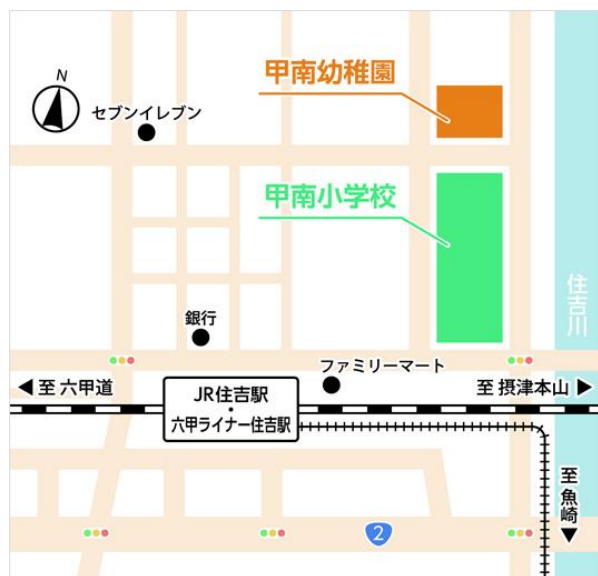 N
甲南幼稚園
セブンイレブン
甲南小学校
住吉川
銀行
ファミリーマート
◀至 六甲道
JR住吉駅
・
六甲ライナー住吉駅
至 摂津本山▶
至 魚崎▼
2